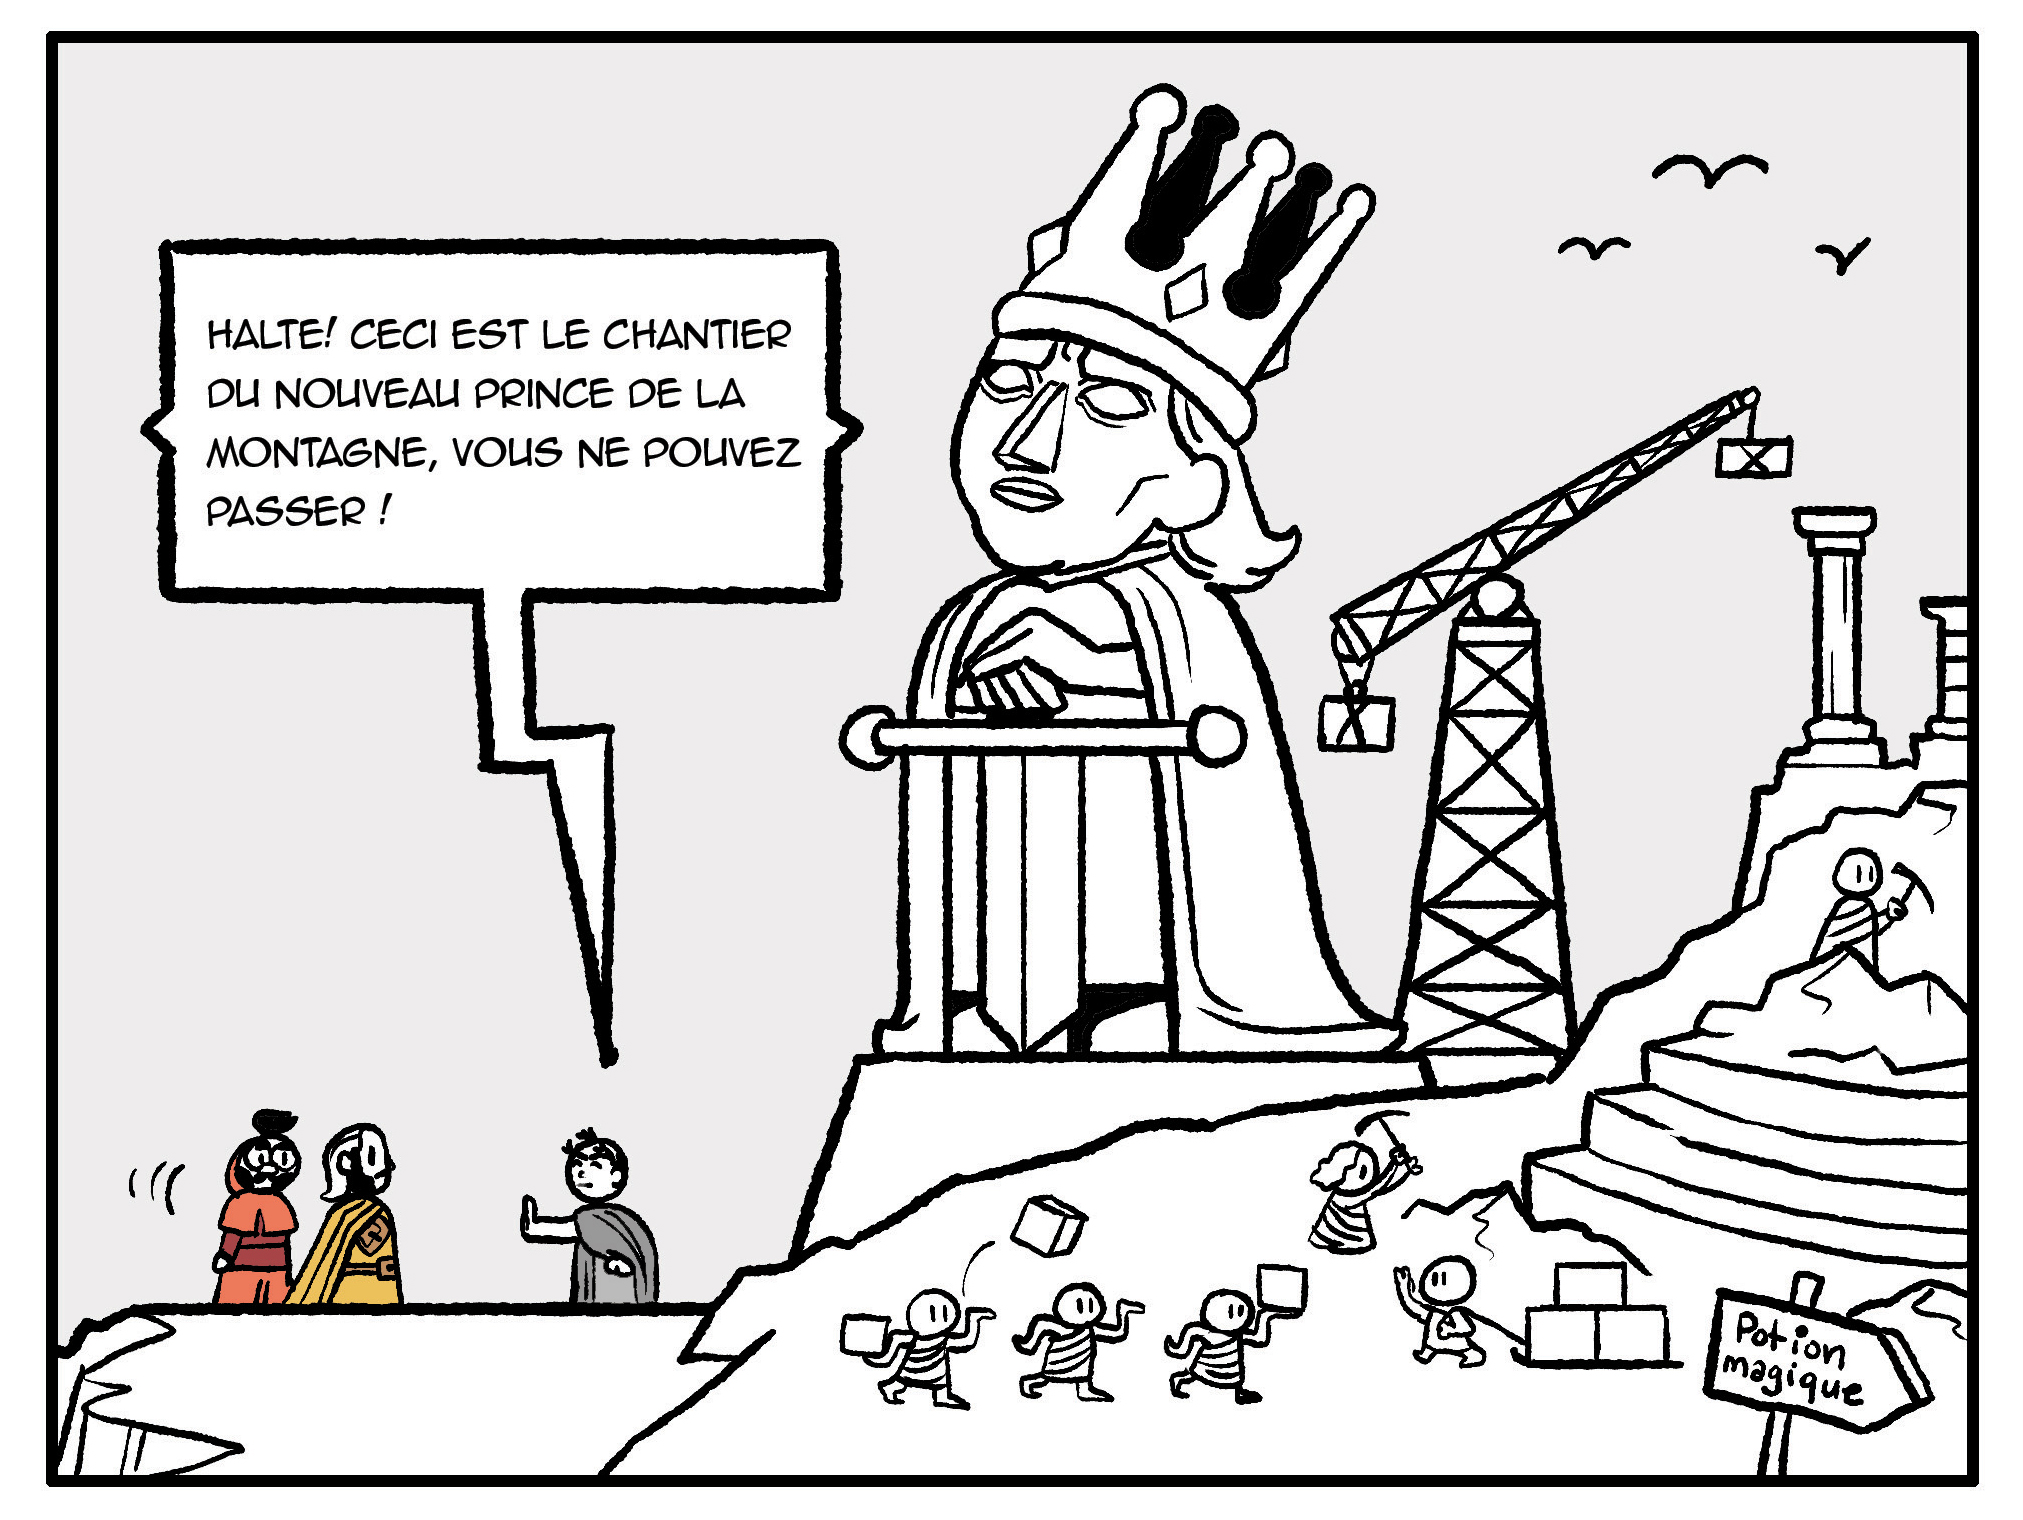 HALTE! CECI EST LE CHANTIER
DU NOUVEAU PRINCE DE LA
MONTAGNE, VOUS NE POUVEZ
PASSER !
Potion
magique